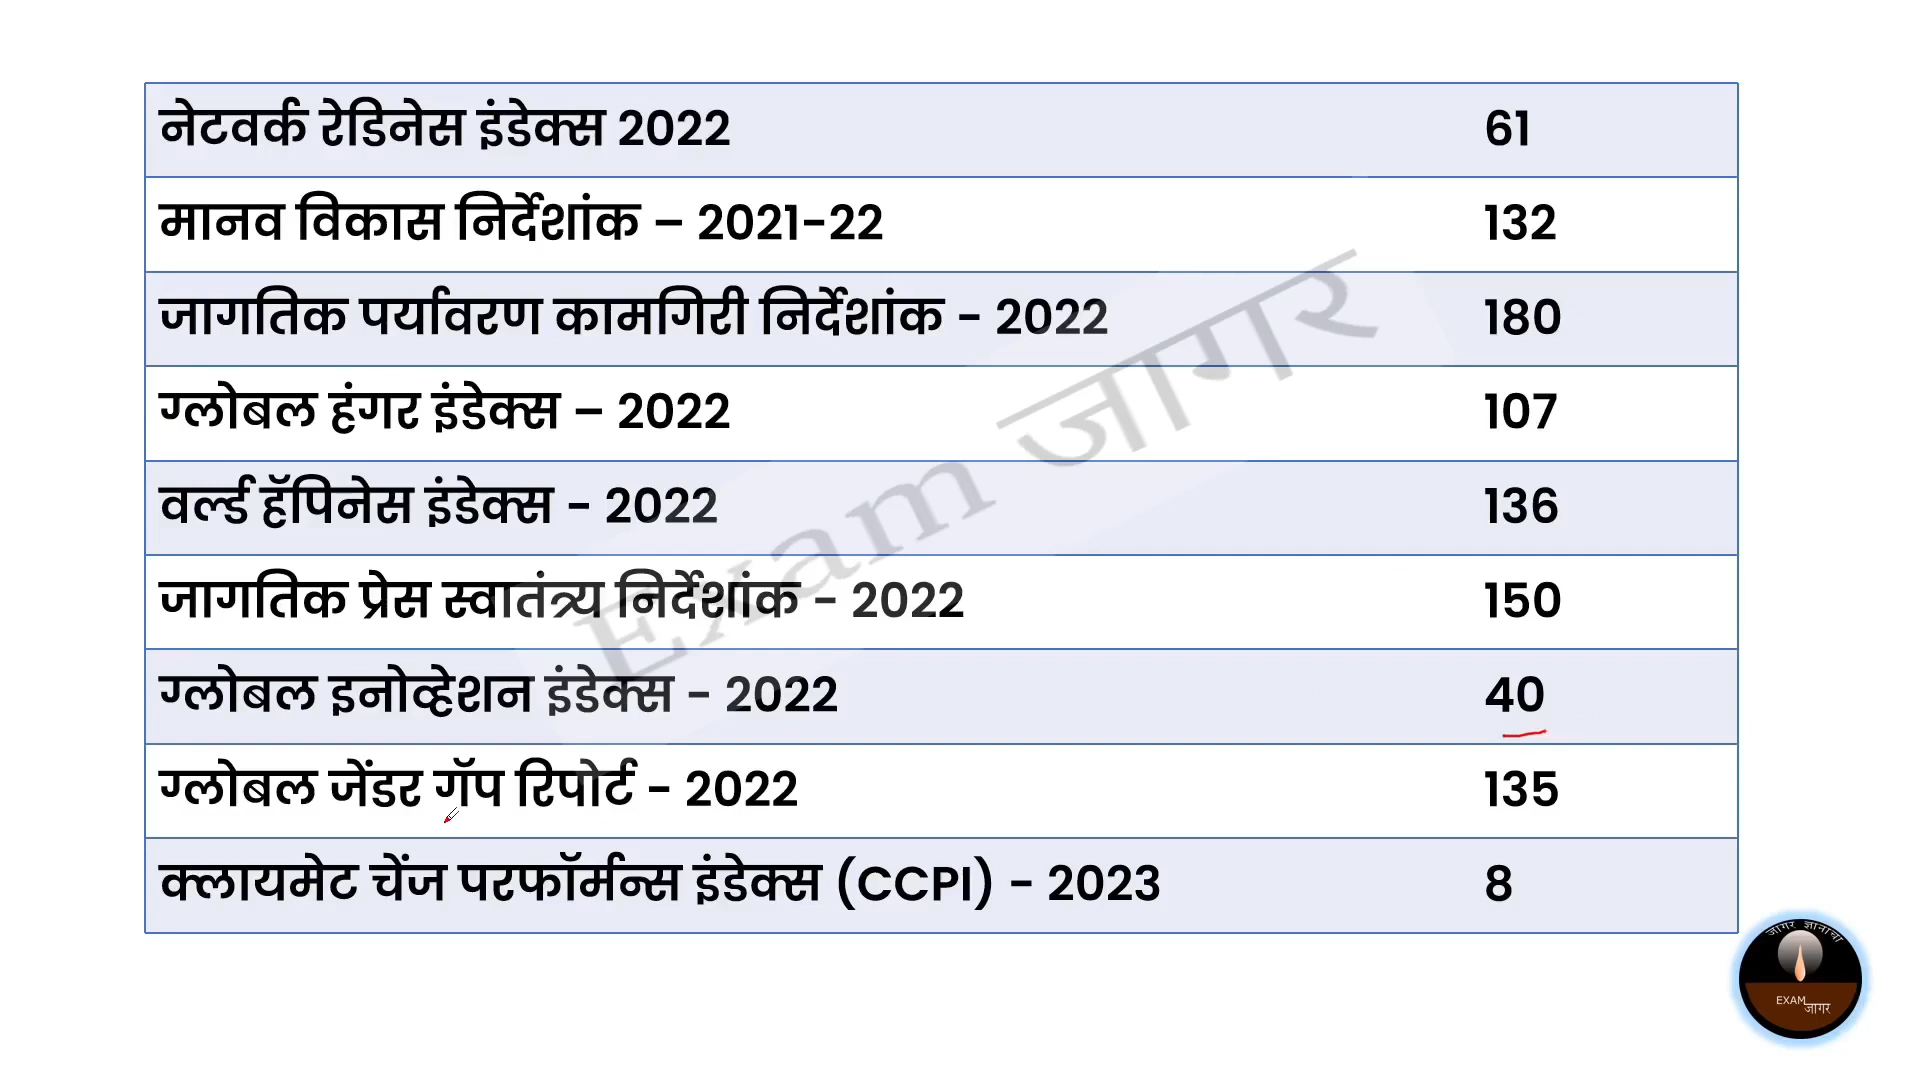 नेटवर्क रेडिनेस इंडेक्स 2022 61
मानव विकास निर्देशांक – 2021-22 132
जागतिक पर्यावरण कामगिरी निर्देशांक - 2022 180
ग्लोबल हंगर इंडेक्स – 2022 107
वर्ल्ड हॅपिनेस इंडेक्स - 2022 136
जागतिक प्रेस स्वातंत्र्य निर्देशांक - 2022 150
ग्लोबल इनोव्हेशन इंडेक्स - 2022 40
ग्लोबल जेंडर गॅप रिपोर्ट - 2022 135
क्लायमेट चेंज परफॉर्मन्स इंडेक्स (CCPI) - 2023 8
Exam जागर
जागर ज्ञानाचा
EXAM
जागर